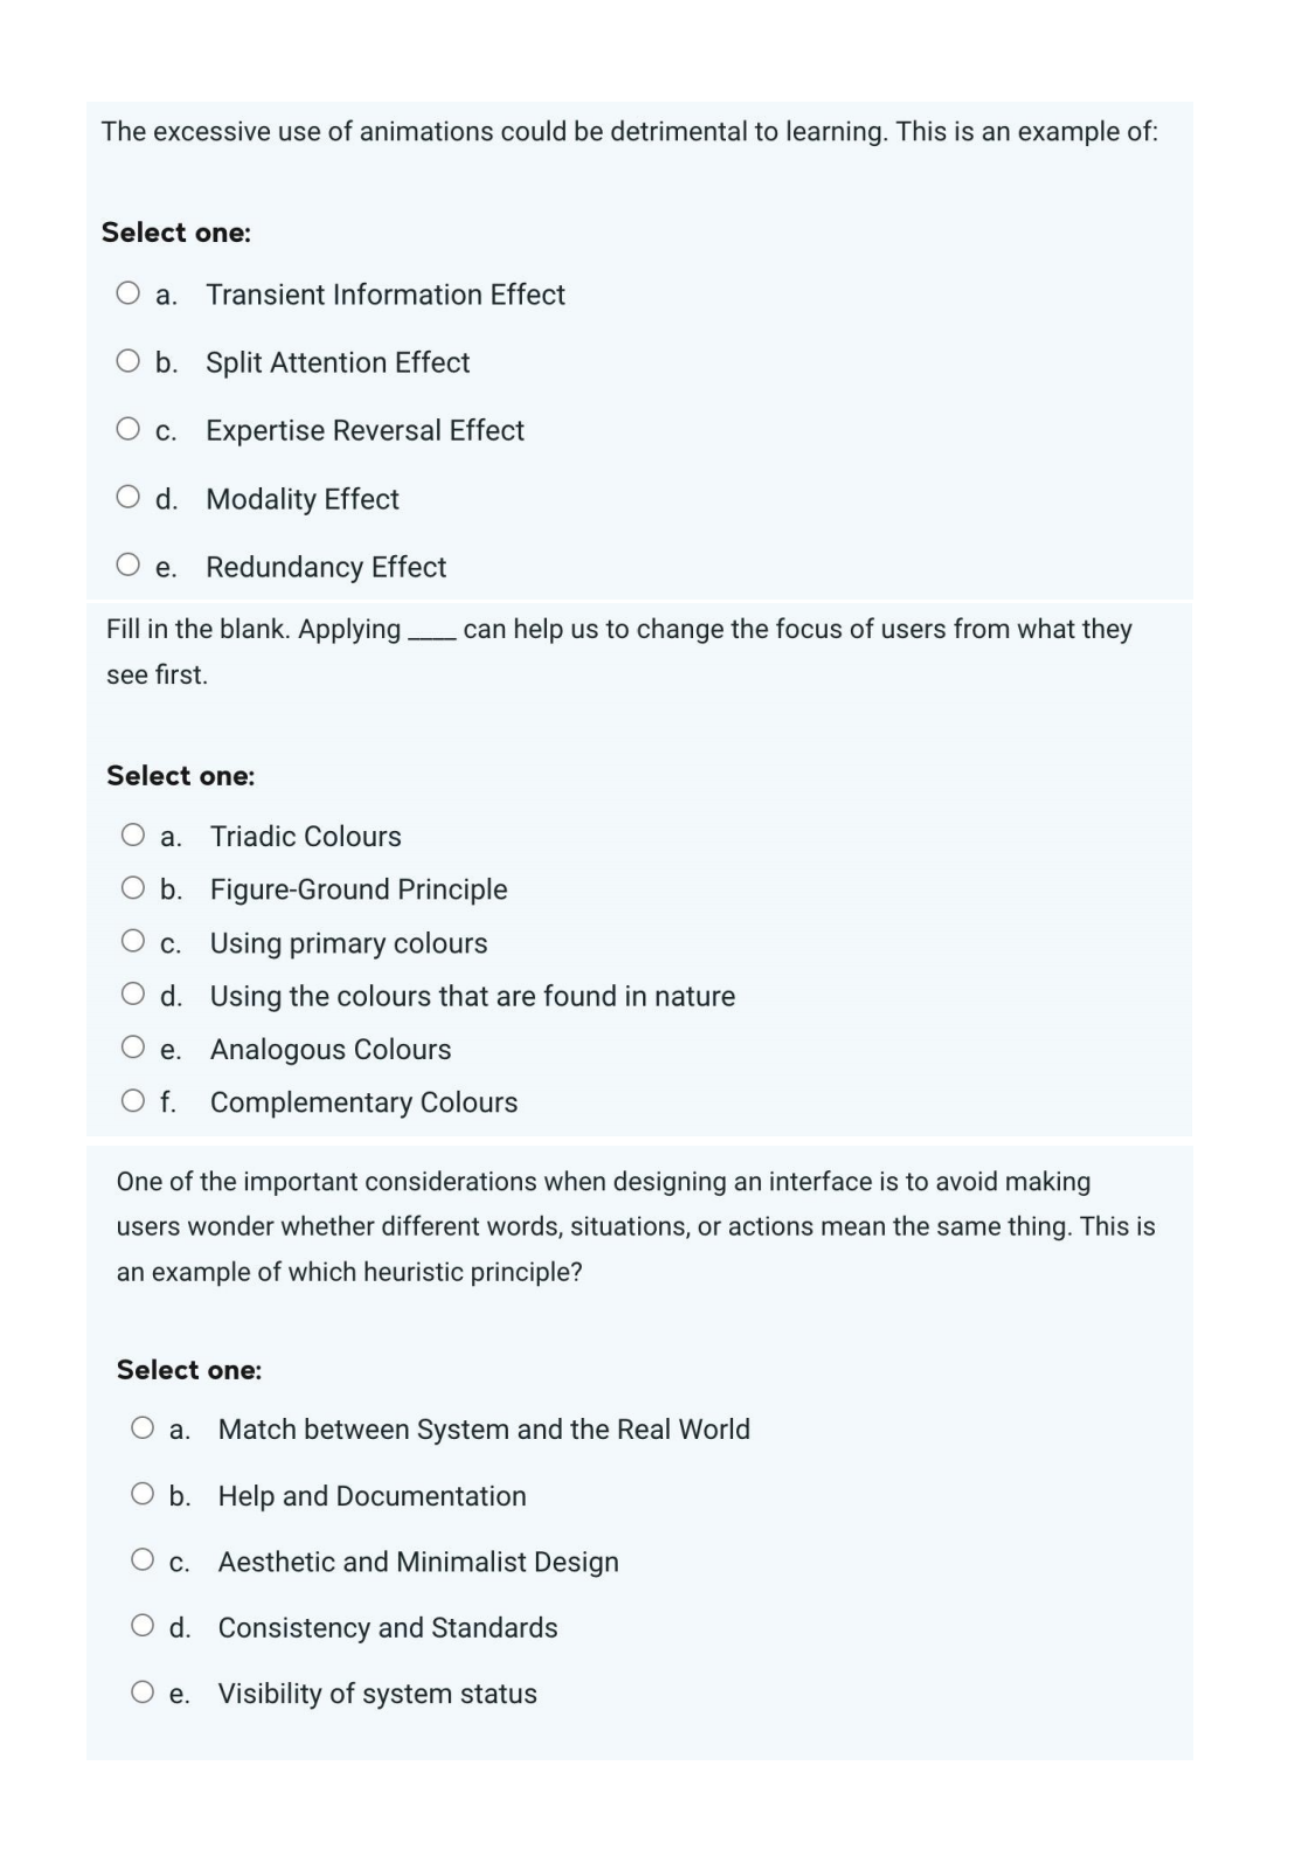 The excessive use of animations could be detrimental to learning. This is an example of:
Select one:
a. Transient Information Effect
b. Split Attention Effect
c. Expertise Reversal Effect
d. Modality Effect
e. Redundancy Effect
Fill in the blank. Applying ____ can help us to change the focus of users from what they
see first.
Select one:
a. Triadic Colours
b. Figure-Ground Principle
c. Using primary colours
d. Using the colours that are found in nature
e. Analogous Colours
f. Complementary Colours
One of the important considerations when designing an interface is to avoid making
users wonder whether different words, situations, or actions mean the same thing. This is
an example of which heuristic principle?
Select one:
a. Match between System and the Real World
b. Help and Documentation
c. Aesthetic and Minimalist Design
d. Consistency and Standards
e. Visibility of system status